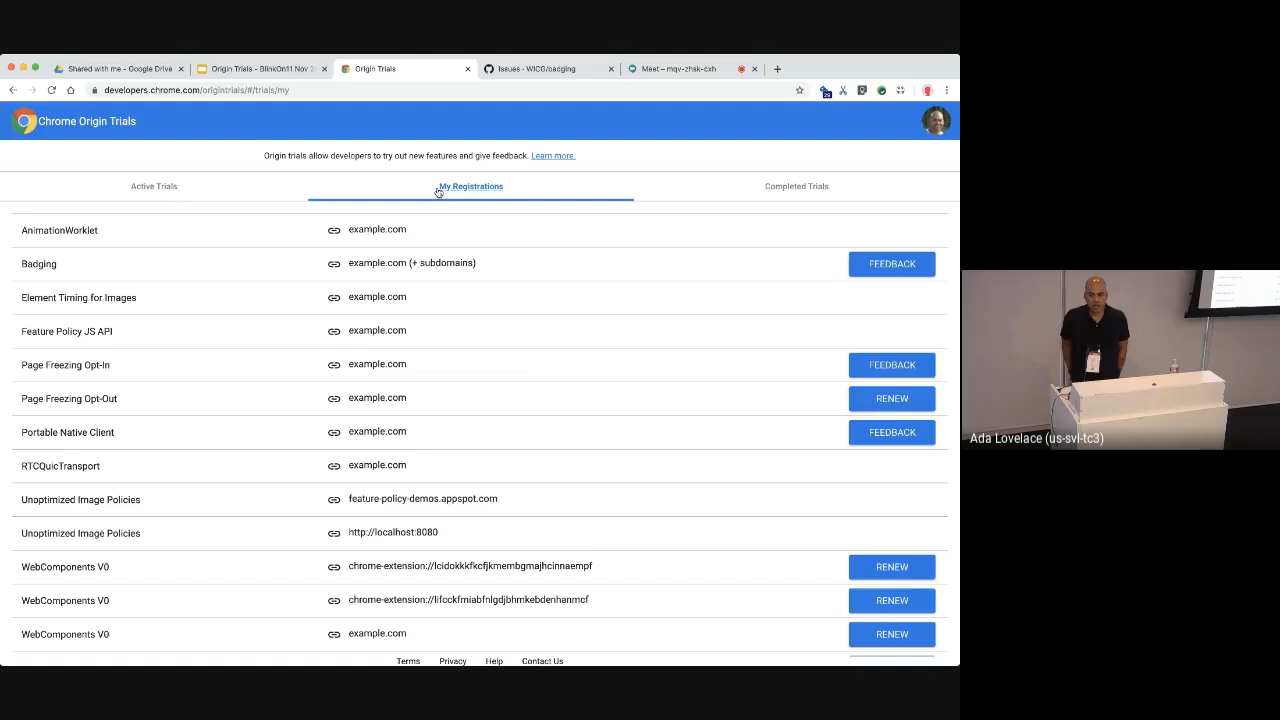 Shared with me - Google Drive
Origin Trials - BlinkOn11 Nov 2
Origin Trials
Issues · WICG/badging
Meet – mqv-zhsk-cxh
developers.chrome.com/origintrials/#/trials/my
Chrome Origin Trials
Origin trials allow developers to try out new features and give feedback. Learn more.
Active Trials
My Registrations
Completed Trials
AnimationWorklet example.com
Badging example.com (+ subdomains) FEEDBACK
Element Timing for Images example.com
Feature Policy JS API example.com
Page Freezing Opt-In example.com FEEDBACK
Page Freezing Opt-Out example.com RENEW
Portable Native Client example.com FEEDBACK
RTCQuicTransport example.com
Unoptimized Image Policies feature-policy-demos.appspot.com
Unoptimized Image Policies http://localhost:8080
WebComponents V0 chrome-extension://lcidokkkfkcfjkmembgmajhcinnaempf RENEW
WebComponents V0 chrome-extension://lifcckfmiabfnlgdjbhmkebdenhanmcf RENEW
WebComponents V0 example.com RENEW
Terms Privacy Help Contact Us
Ada Lovelace (us-svl-tc3)